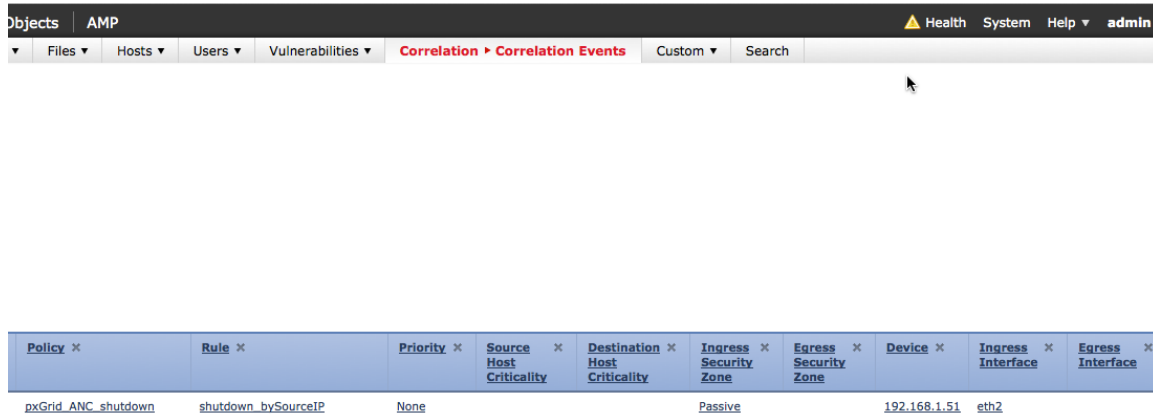 Objects AMP Health System Help ▾ admin
▾ Files ▾ Hosts ▾ Users ▾ Vulnerabilities ▾ Correlation ▸ Correlation Events Custom ▾ Search
Policy × Rule × Priority × Source × Destination × Ingress × Egress × Device × Ingress × Egress ×
Host Host Security Security Interface Interface
Criticality Criticality Zone Zone
pxGrid_ANC_shutdown shutdown_bySourceIP None Passive 192.168.1.51 eth2